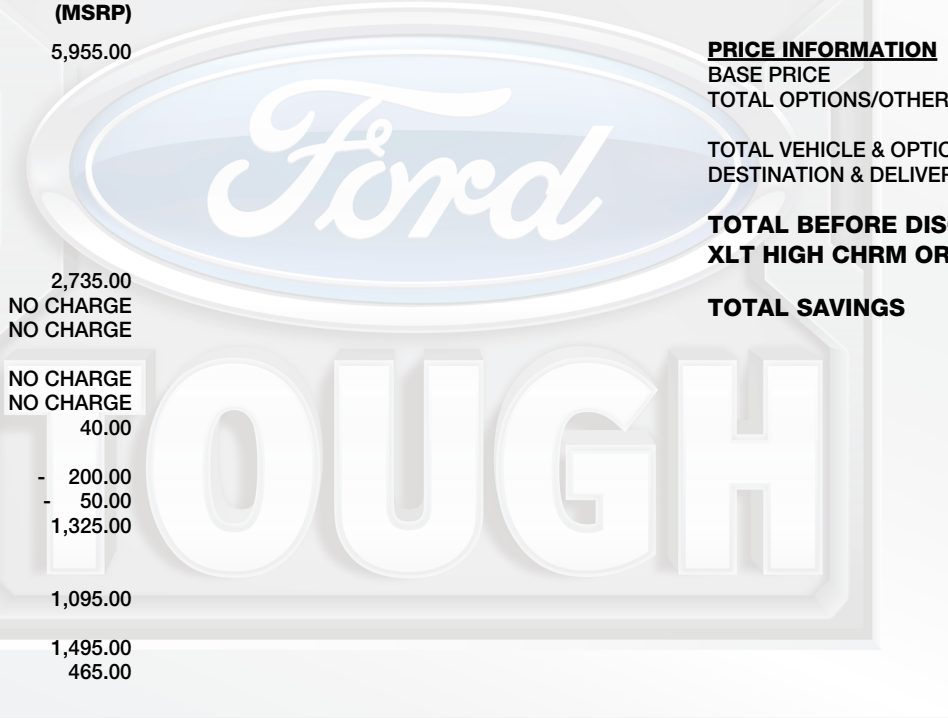 (MSRP)
5,955.00
2,735.00
NO CHARGE
NO CHARGE
NO CHARGE
NO CHARGE
40.00
- 200.00
- 50.00
1,325.00
1,095.00
1,495.00
465.00
Ford
TOUGH
PRICE INFORMATION
BASE PRICE
TOTAL OPTIONS/OTHER
TOTAL VEHICLE & OPTIO
DESTINATION & DELIVER
TOTAL BEFORE DISC
XLT HIGH CHRM OR
TOTAL SAVINGS